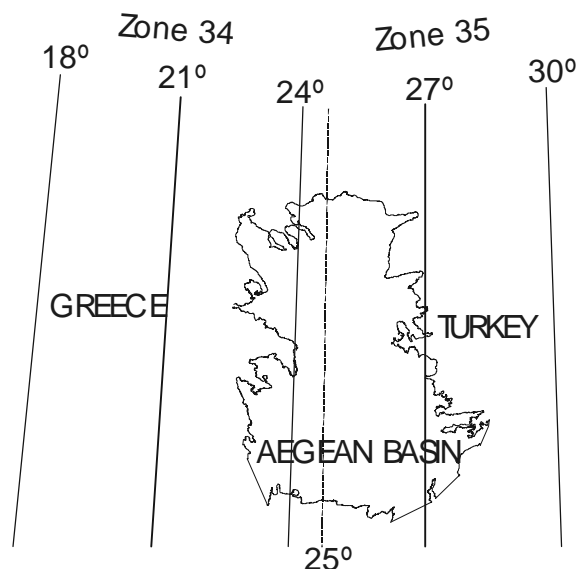 Zone 34
Zone 35
18º
21º
24º
27º
30º
GREECE
TURKEY
AEGEAN BASIN
25º